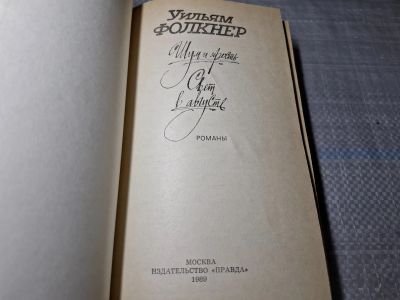 Уильям
ФОЛКНЕР
Шум и ярость
Свет
в августе
РОМАНЫ
МОСКВА
ИЗДАТЕЛЬСТВО «ПРАВДА»
1989